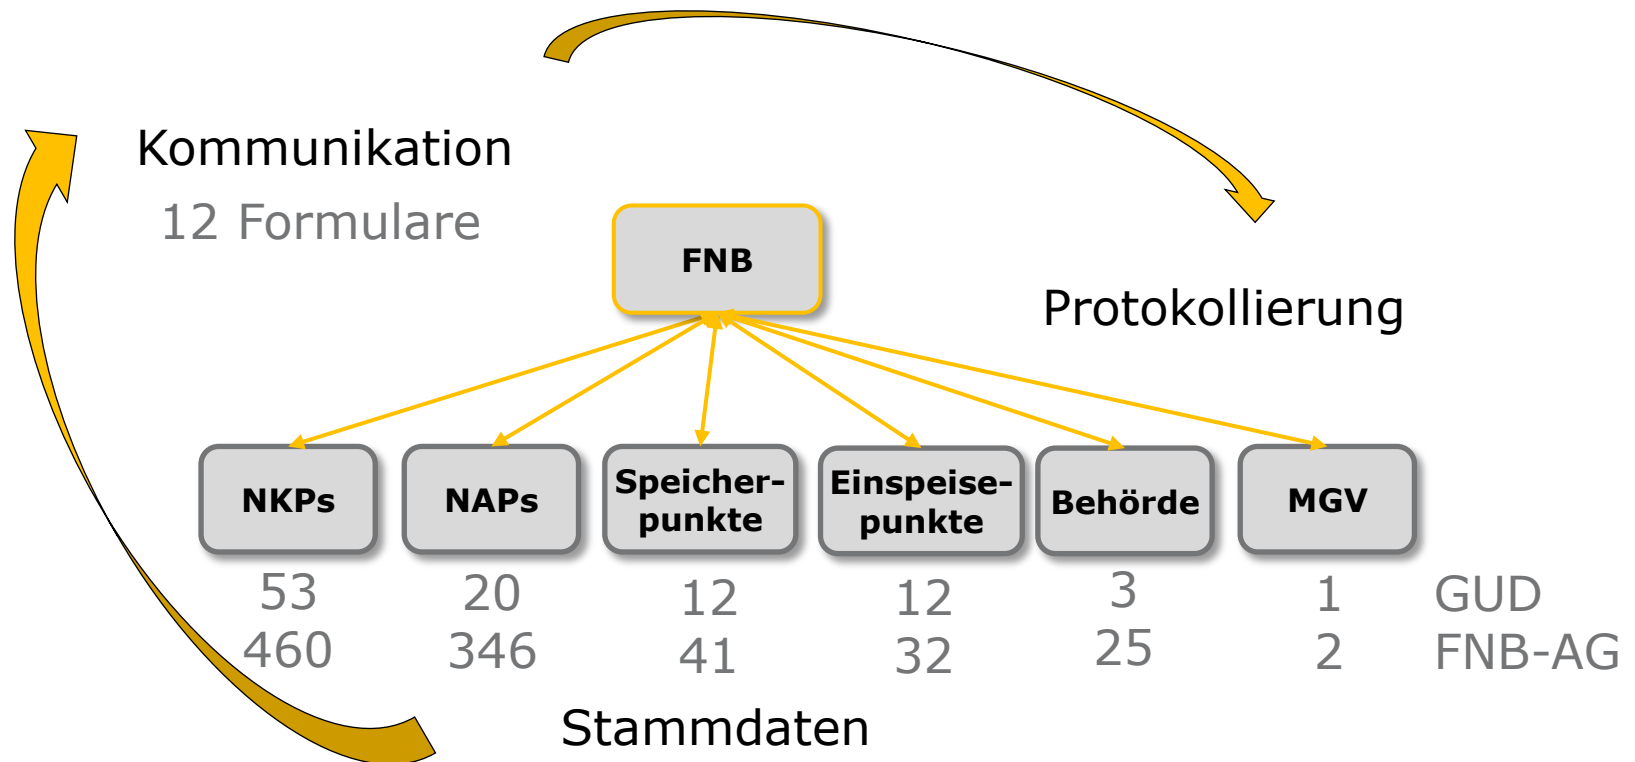 Kommunikation
12 Formulare
FNB
Protokollierung
NKPs
NAPs
Speicher-
punkte
Einspeise-
punkte
Behörde
MGV
53 20 12 12 3 1 GUD
460 346 41 32 25 2 FNB-AG
Stammdaten